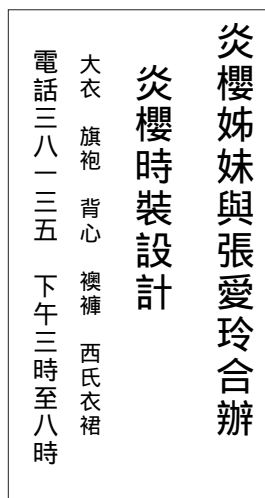 炎櫻姊妹與張愛玲合辦
炎櫻時裝設計
大衣　旗袍　背心　襖褲　西氏衣裙
電話三八一三五　下午三時至八時